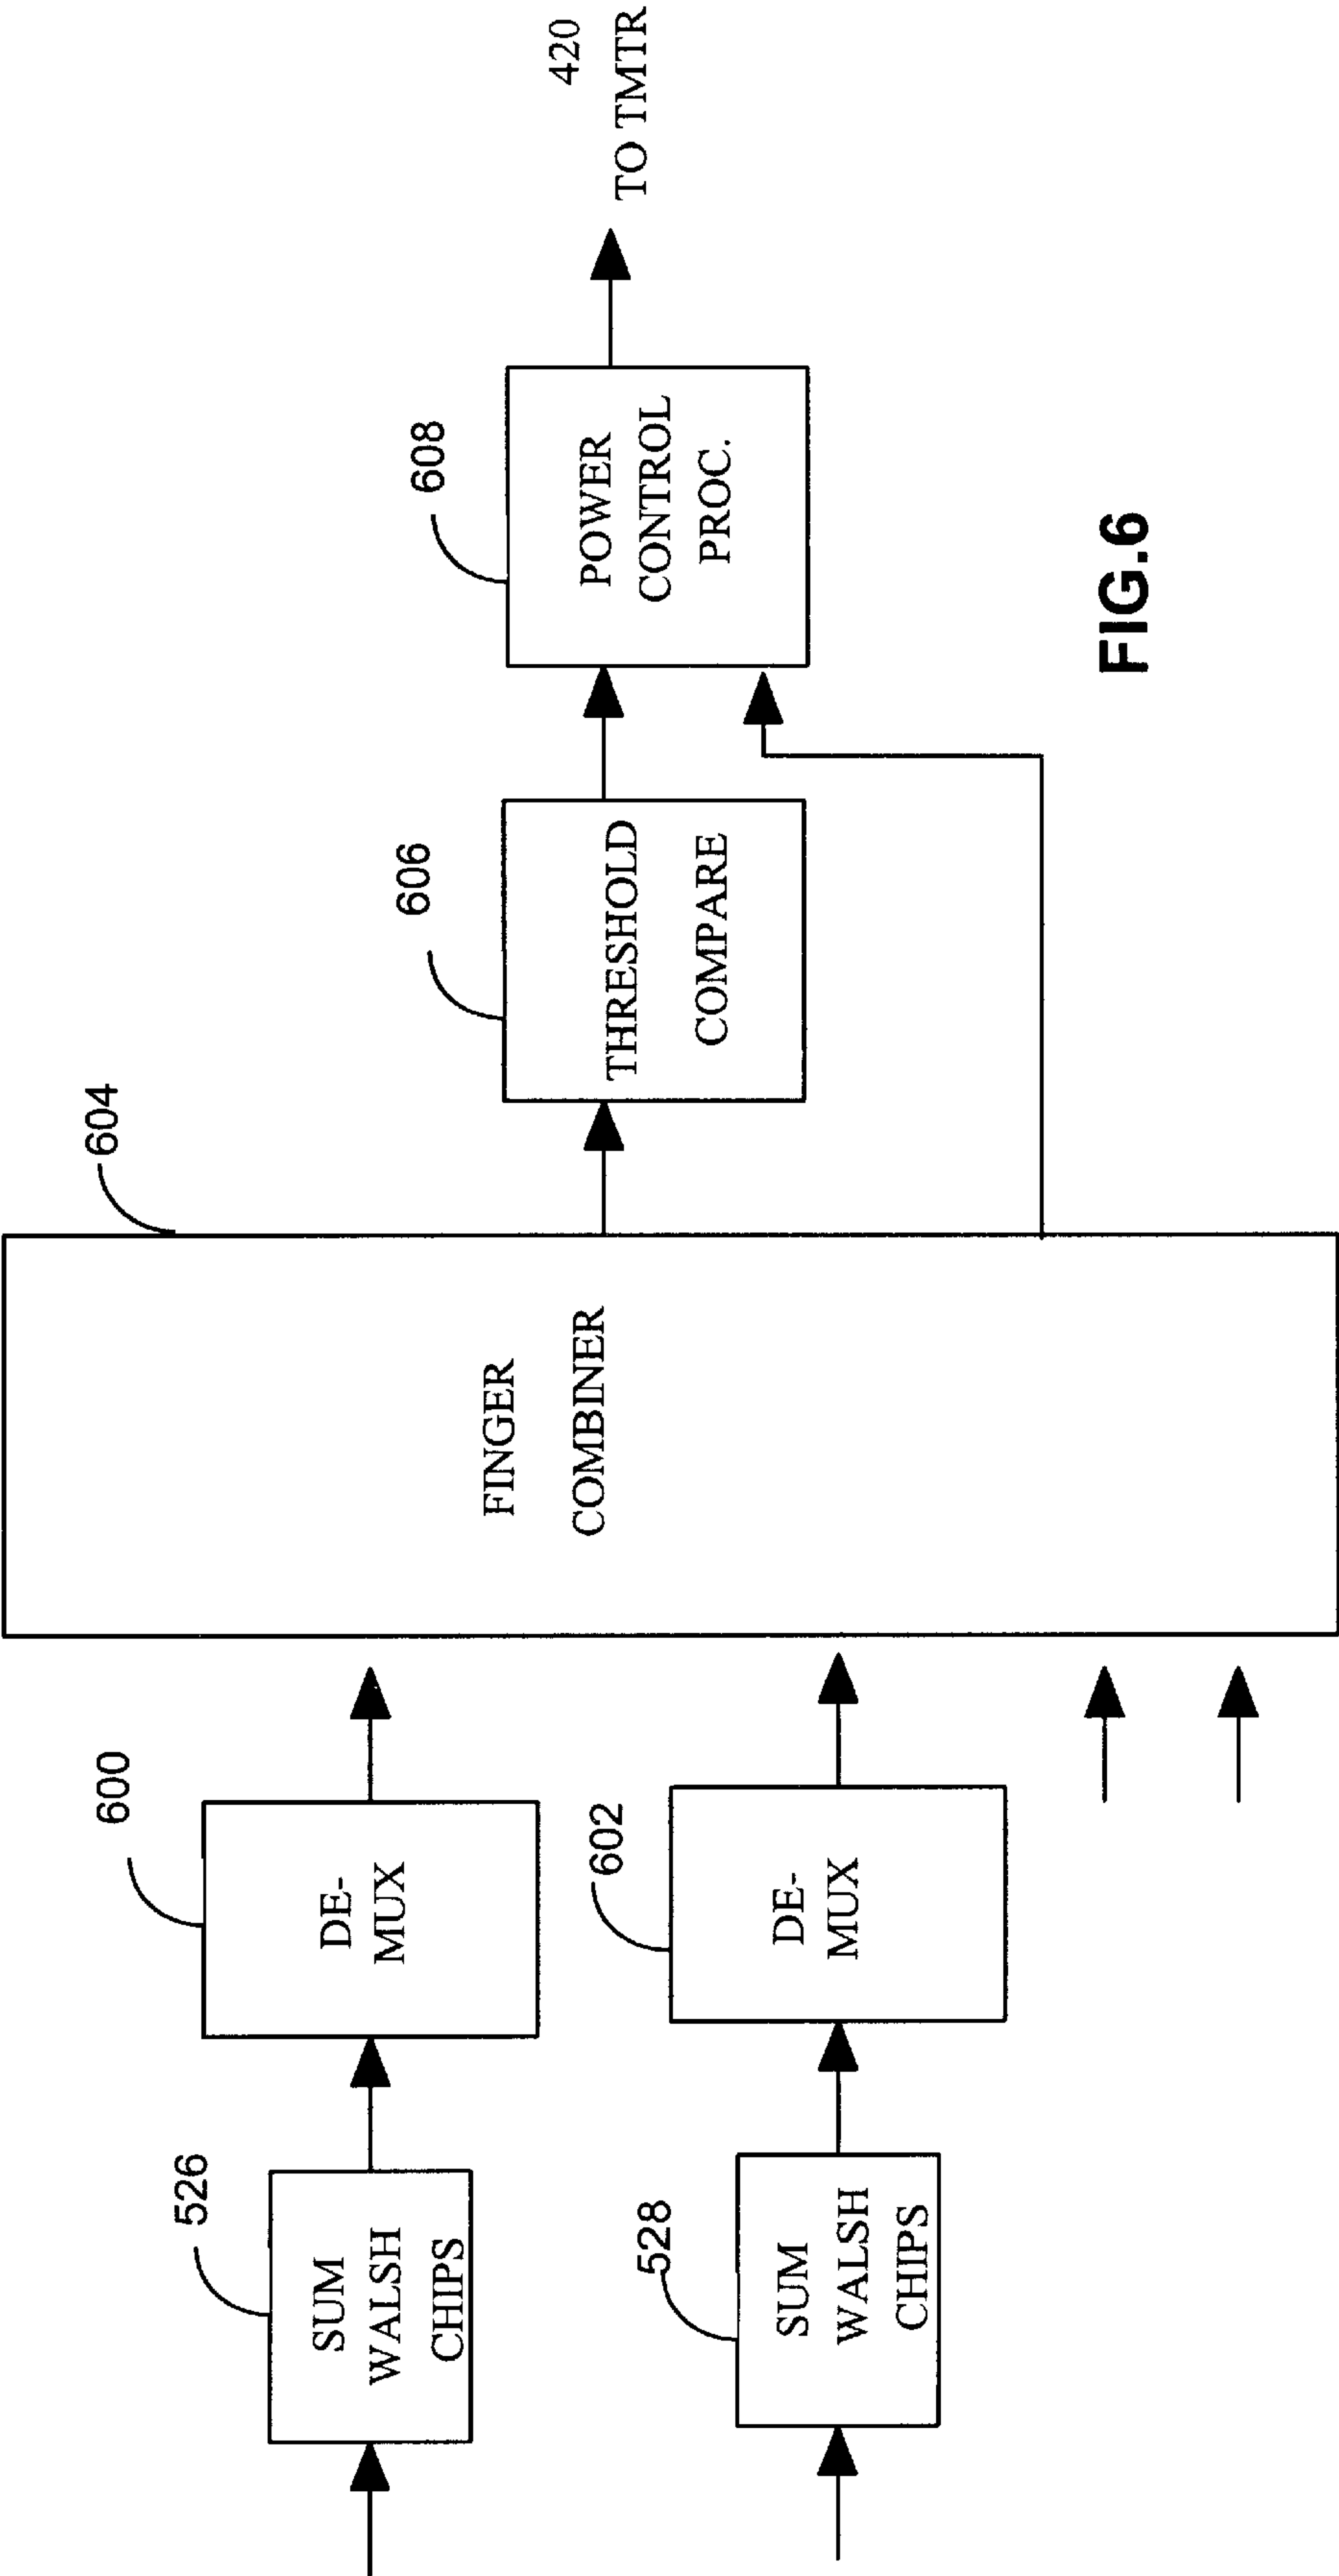 526
SUM
WALSH
CHIPS
600
DE-
MUX
528
SUM
WALSH
CHIPS
602
DE-
MUX
604
FINGER
COMBINER
606
THRESHOLD
COMPARE
608
POWER
CONTROL
PROC.
420
TO TMTR
FIG.6